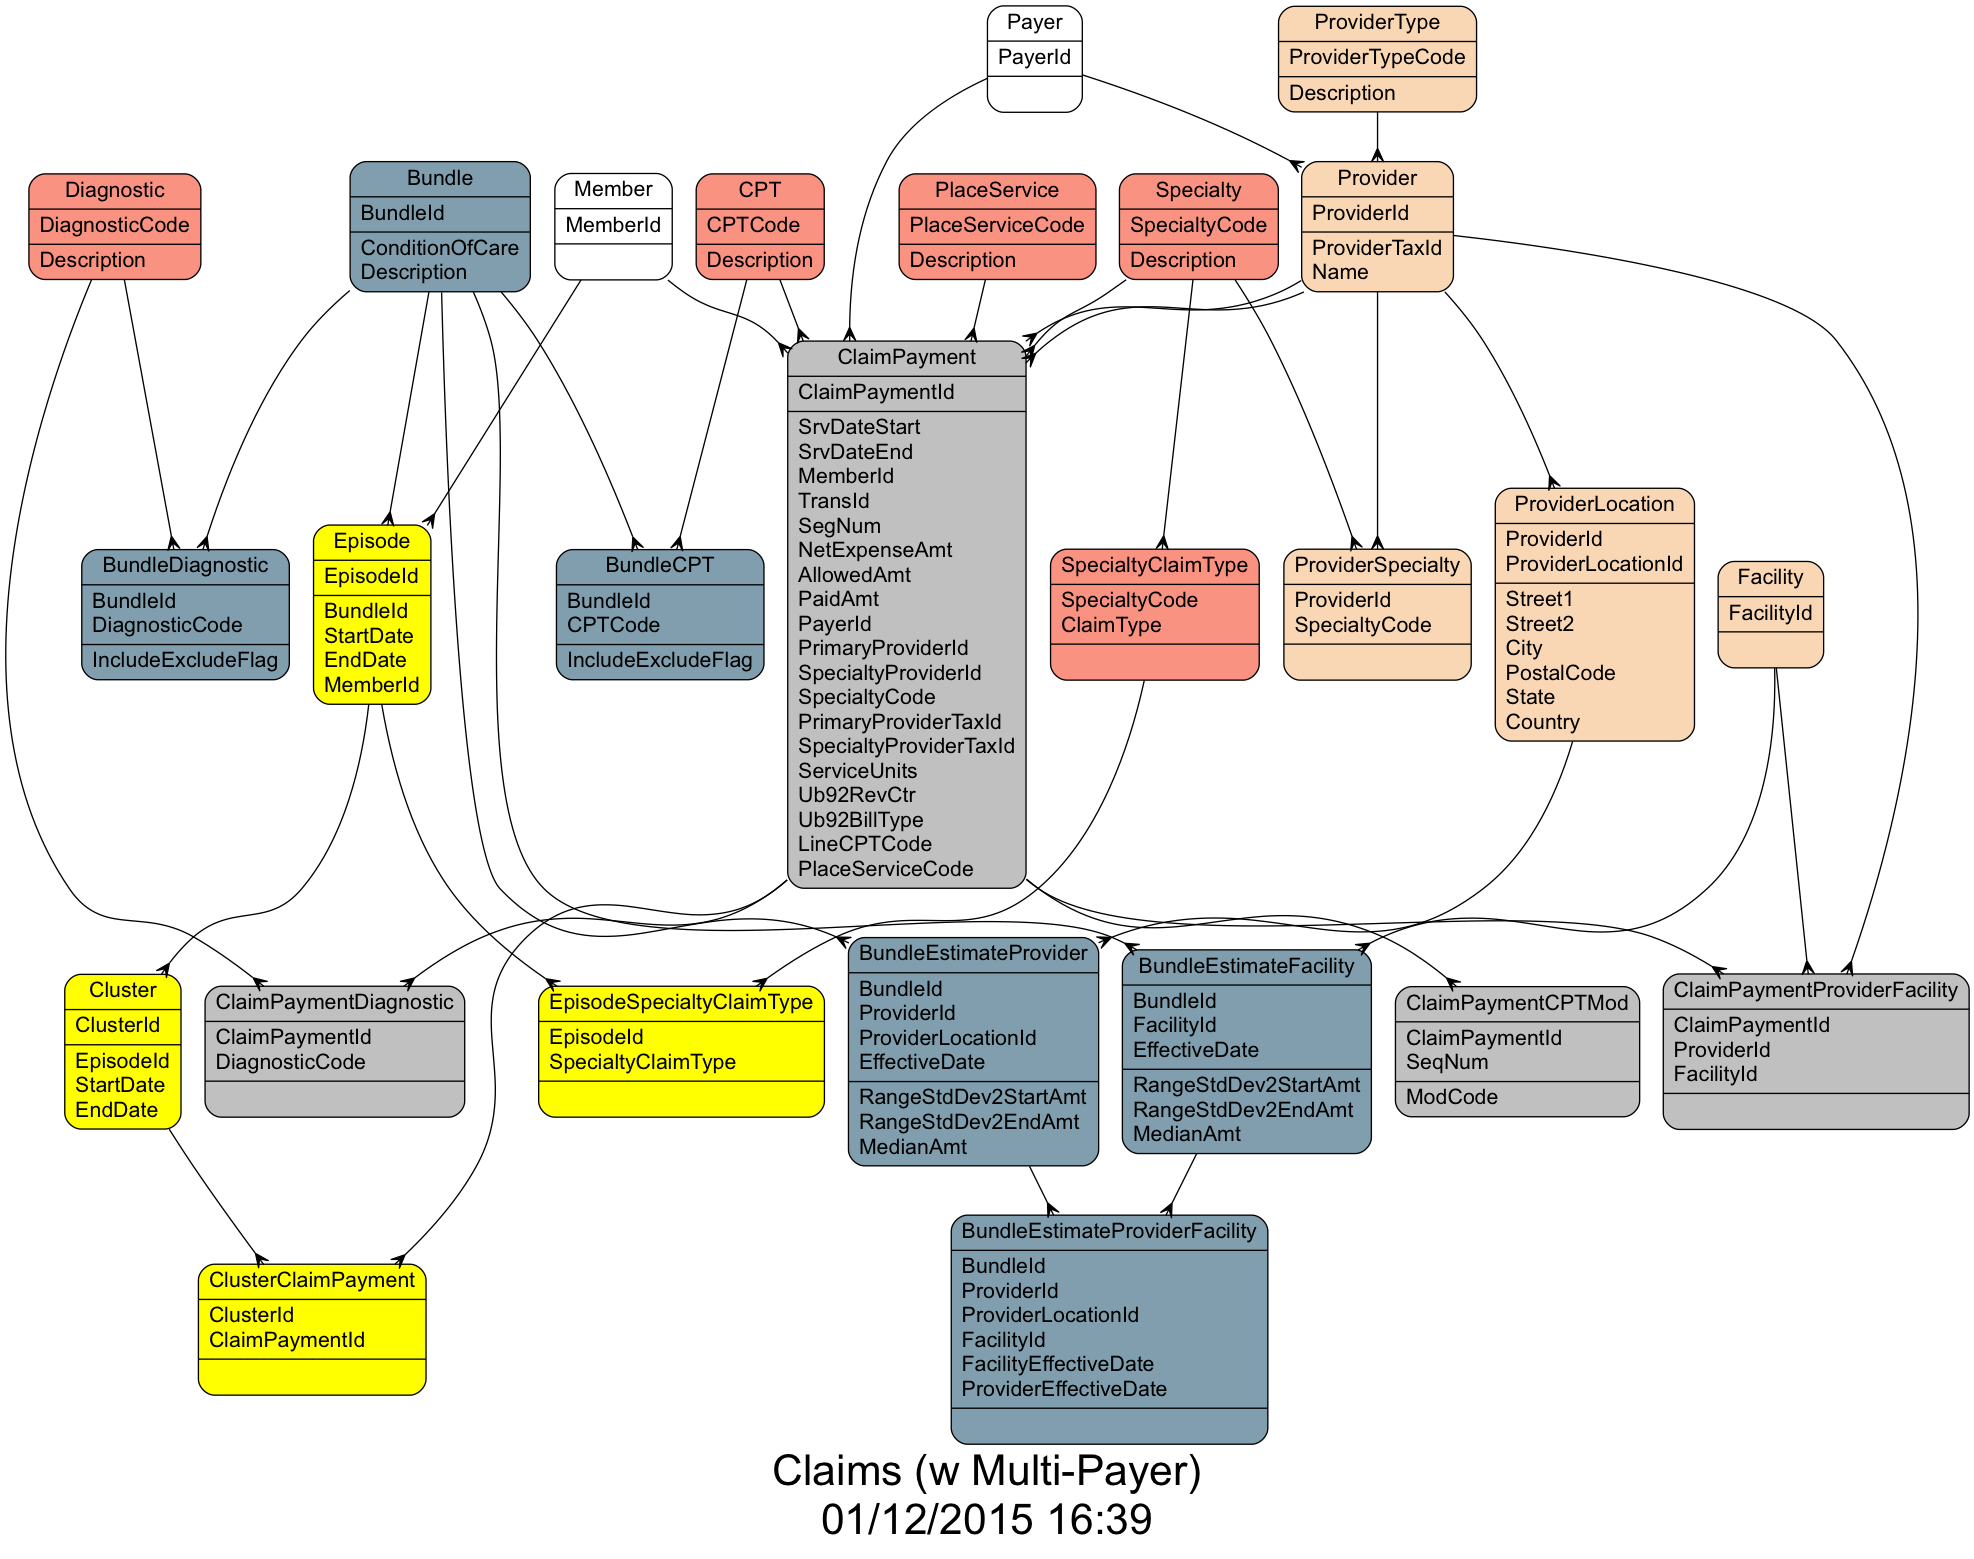 Payer
PayerId
ProviderType
ProviderTypeCode
Description
Diagnostic
DiagnosticCode
Description
Bundle
BundleId
ConditionOfCare
Description
Member
MemberId
CPT
CPTCode
Description
PlaceService
PlaceServiceCode
Description
Specialty
SpecialtyCode
Description
Provider
ProviderId
ProviderTaxId
Name
ClaimPayment
ClaimPaymentId
SrvDateStart
SrvDateEnd
MemberId
TransId
SegNum
NetExpenseAmt
AllowedAmt
PaidAmt
PayerId
PrimaryProviderId
SpecialtyProviderId
SpecialtyCode
PrimaryProviderTaxId
SpecialtyProviderTaxId
ServiceUnits
Ub92RevCtr
Ub92BillType
LineCPTCode
PlaceServiceCode
BundleDiagnostic
BundleId
DiagnosticCode
IncludeExcludeFlag
Episode
EpisodeId
BundleId
StartDate
EndDate
MemberId
BundleCPT
BundleId
CPTCode
IncludeExcludeFlag
SpecialtyClaimType
SpecialtyCode
ClaimType
ProviderSpecialty
ProviderId
SpecialtyCode
ProviderLocation
ProviderId
ProviderLocationId
Street1
Street2
City
PostalCode
State
Country
Facility
FacilityId
Cluster
ClusterId
EpisodeId
StartDate
EndDate
ClaimPaymentDiagnostic
ClaimPaymentId
DiagnosticCode
EpisodeSpecialtyClaimType
EpisodeId
SpecialtyClaimType
BundleEstimateProvider
BundleId
ProviderId
ProviderLocationId
EffectiveDate
RangeStdDev2StartAmt
RangeStdDev2EndAmt
MedianAmt
BundleEstimateFacility
BundleId
FacilityId
EffectiveDate
RangeStdDev2StartAmt
RangeStdDev2EndAmt
MedianAmt
ClaimPaymentCPTMod
ClaimPaymentId
SeqNum
ModCode
ClaimPaymentProviderFacility
ClaimPaymentId
ProviderId
FacilityId
ClusterClaimPayment
ClusterId
ClaimPaymentId
BundleEstimateProviderFacility
BundleId
ProviderId
ProviderLocationId
FacilityId
FacilityEffectiveDate
ProviderEffectiveDate
Claims (w Multi-Payer)
01/12/2015 16:39